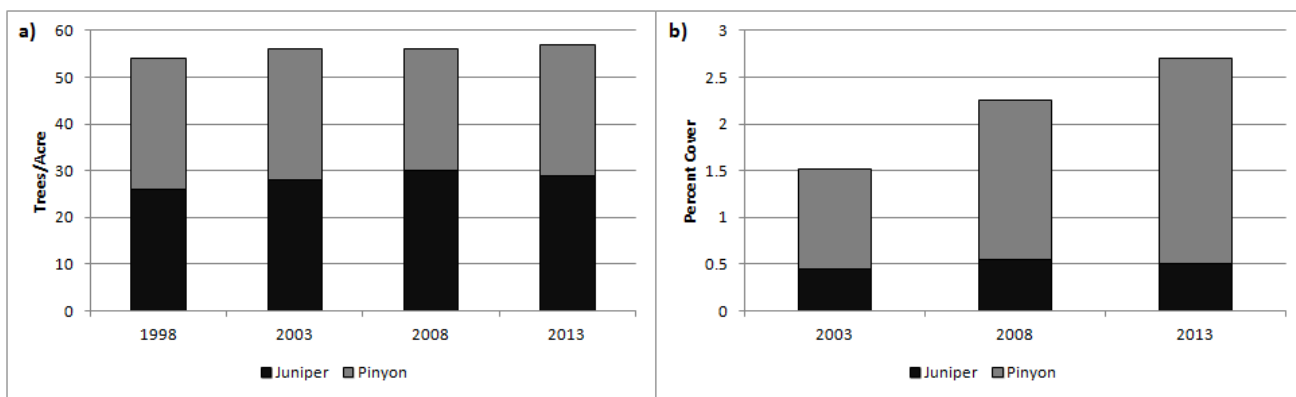 a)
60
50
40
30
20
10
0
Trees/Acre
1998 2003 2008 2013
Juniper Pinyon
b)
3
2.5
2
1.5
1
0.5
0
Percent Cover
2003 2008 2013
Juniper Pinyon